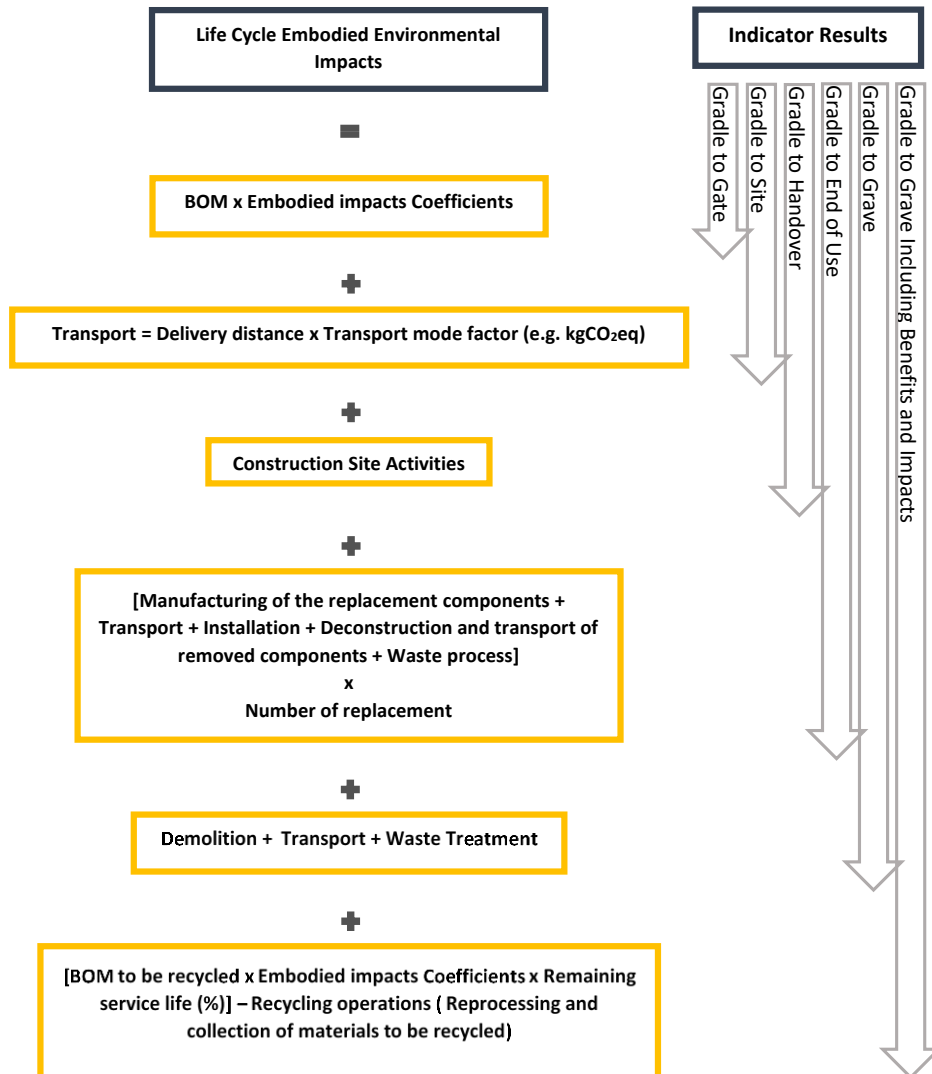 Life Cycle Embodied Environmental
Impacts
=
BOM x Embodied impacts Coefficients
+
Transport = Delivery distance x Transport mode factor (e.g. kgCO₂eq)
+
Construction Site Activities
+
[Manufacturing of the replacement components +
Transport + Installation + Deconstruction and transport of
removed components + Waste process]
x
Number of replacement
+
Demolition + Transport + Waste Treatment
+
[BOM to be recycled x Embodied impacts Coefficients x Remaining
service life (%)] – Recycling operations ( Reprocessing and
collection of materials to be recycled)
Indicator Results
Gradle to Gate
Gradle to Site
Gradle to Handover
Gradle to End of Use
Gradle to Grave
Gradle to Grave Including Benefits and Impacts